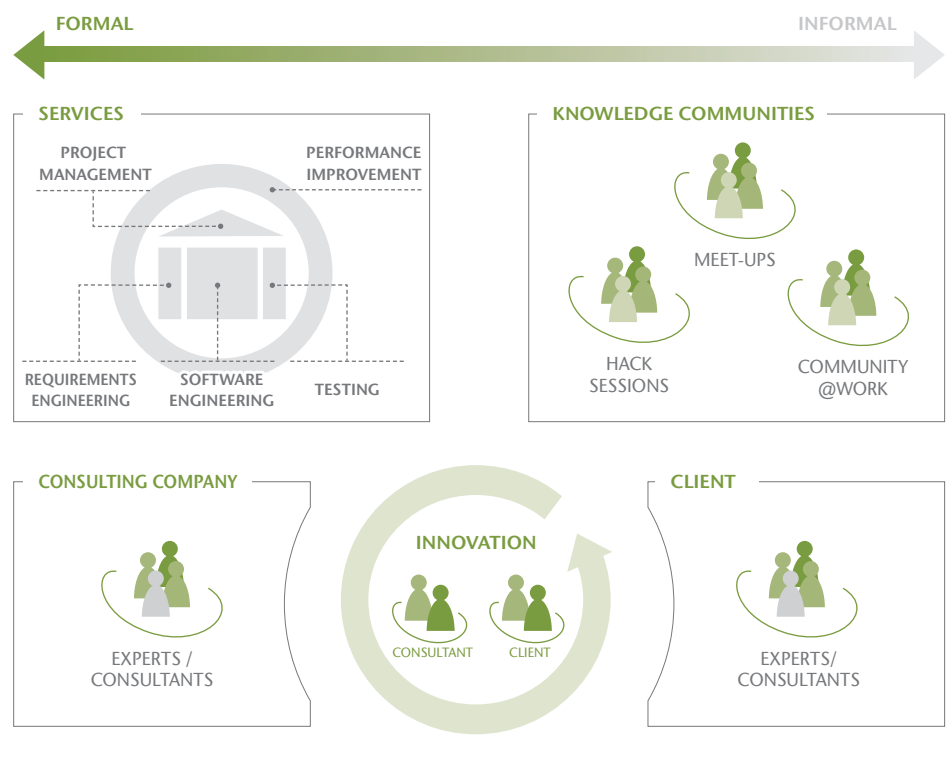 FORMAL
INFORMAL
SERVICES
PROJECT
MANAGEMENT
PERFORMANCE
IMPROVEMENT
REQUIREMENTS
ENGINEERING
SOFTWARE
ENGINEERING
TESTING
KNOWLEDGE COMMUNITIES
MEET-UPS
HACK
SESSIONS
COMMUNITY
@WORK
CONSULTING COMPANY
EXPERTS /
CONSULTANTS
INNOVATION
CONSULTANT
CLIENT
CLIENT
EXPERTS/
CONSULTANTS